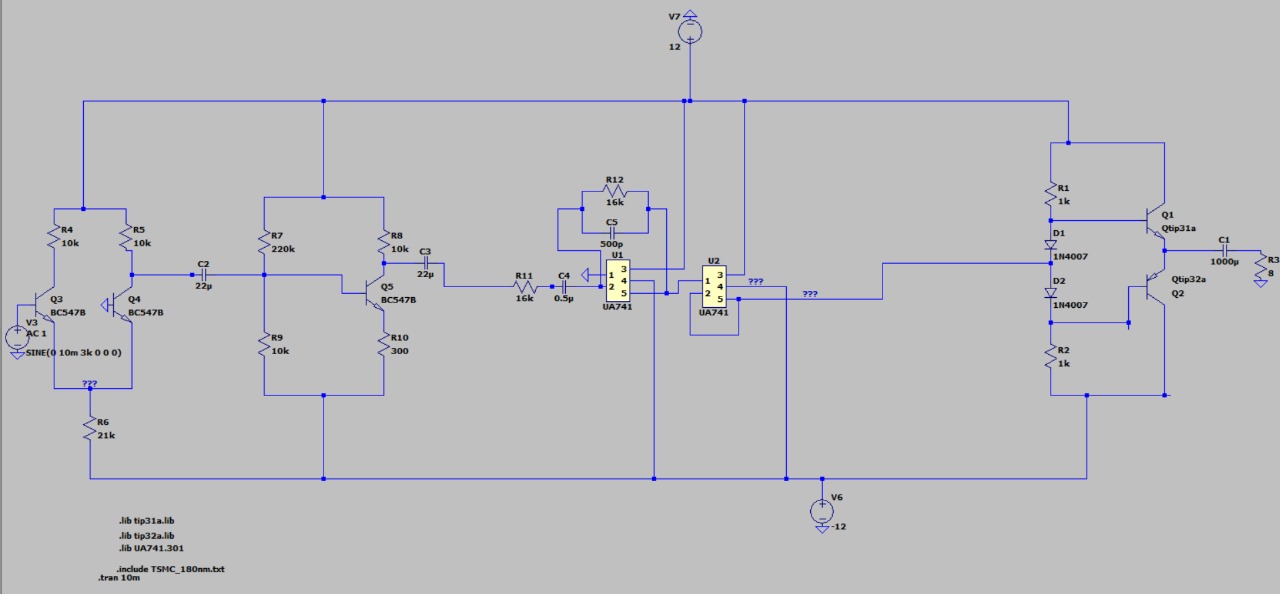 V7
12
R12
16k
C5
500p
R4
10k
R5
10k
R7
220k
R8
10k
C3
22µ
C2
22µ
R11
16k
C4
0.5µ
U1
1
2
3
4
5
UA741
U2
1
2
3
4
5
UA741
???
???
R1
1k
D1
1N4007
D2
1N4007
R2
1k
Q1
Qtip31a
Qtip32a
Q2
C1
1000µ
R3
8
Q3
BC547B
Q4
BC547B
Q5
BC547B
V3
AC 1
SINE(0 10m 3k 0 0 0)
R9
10k
R10
300
???
R6
21k
V6
-12
.lib tip31a.lib
.lib tip32a.lib
.lib UA741.301
.include TSMC_180nm.txt
.tran 10m